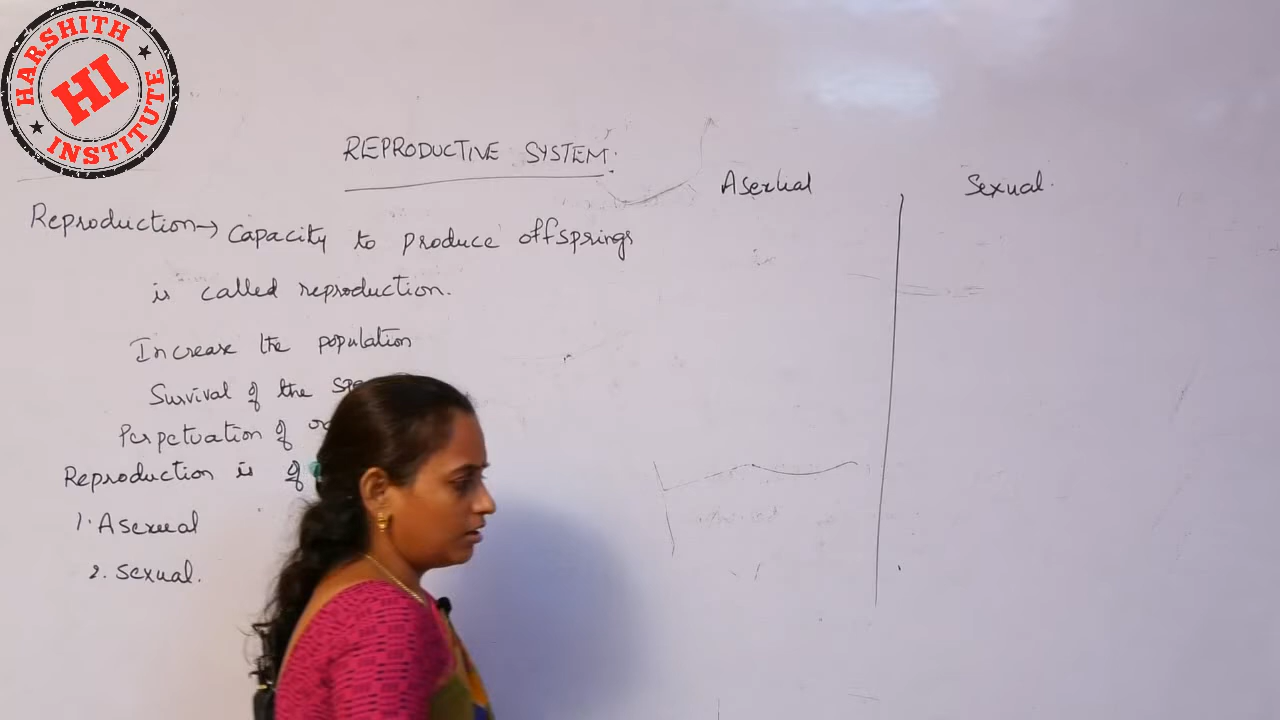 HARSHITH
HI
INSTITUTE
REPRODUCTIVE SYSTEM.
Reproduction → Capacity to produce offsprings
is called reproduction.
Increase the population
Survival of the
Perpetuation of
Reproduction is of
1. Asexual
2. Sexual.
Asexual
Sexual.